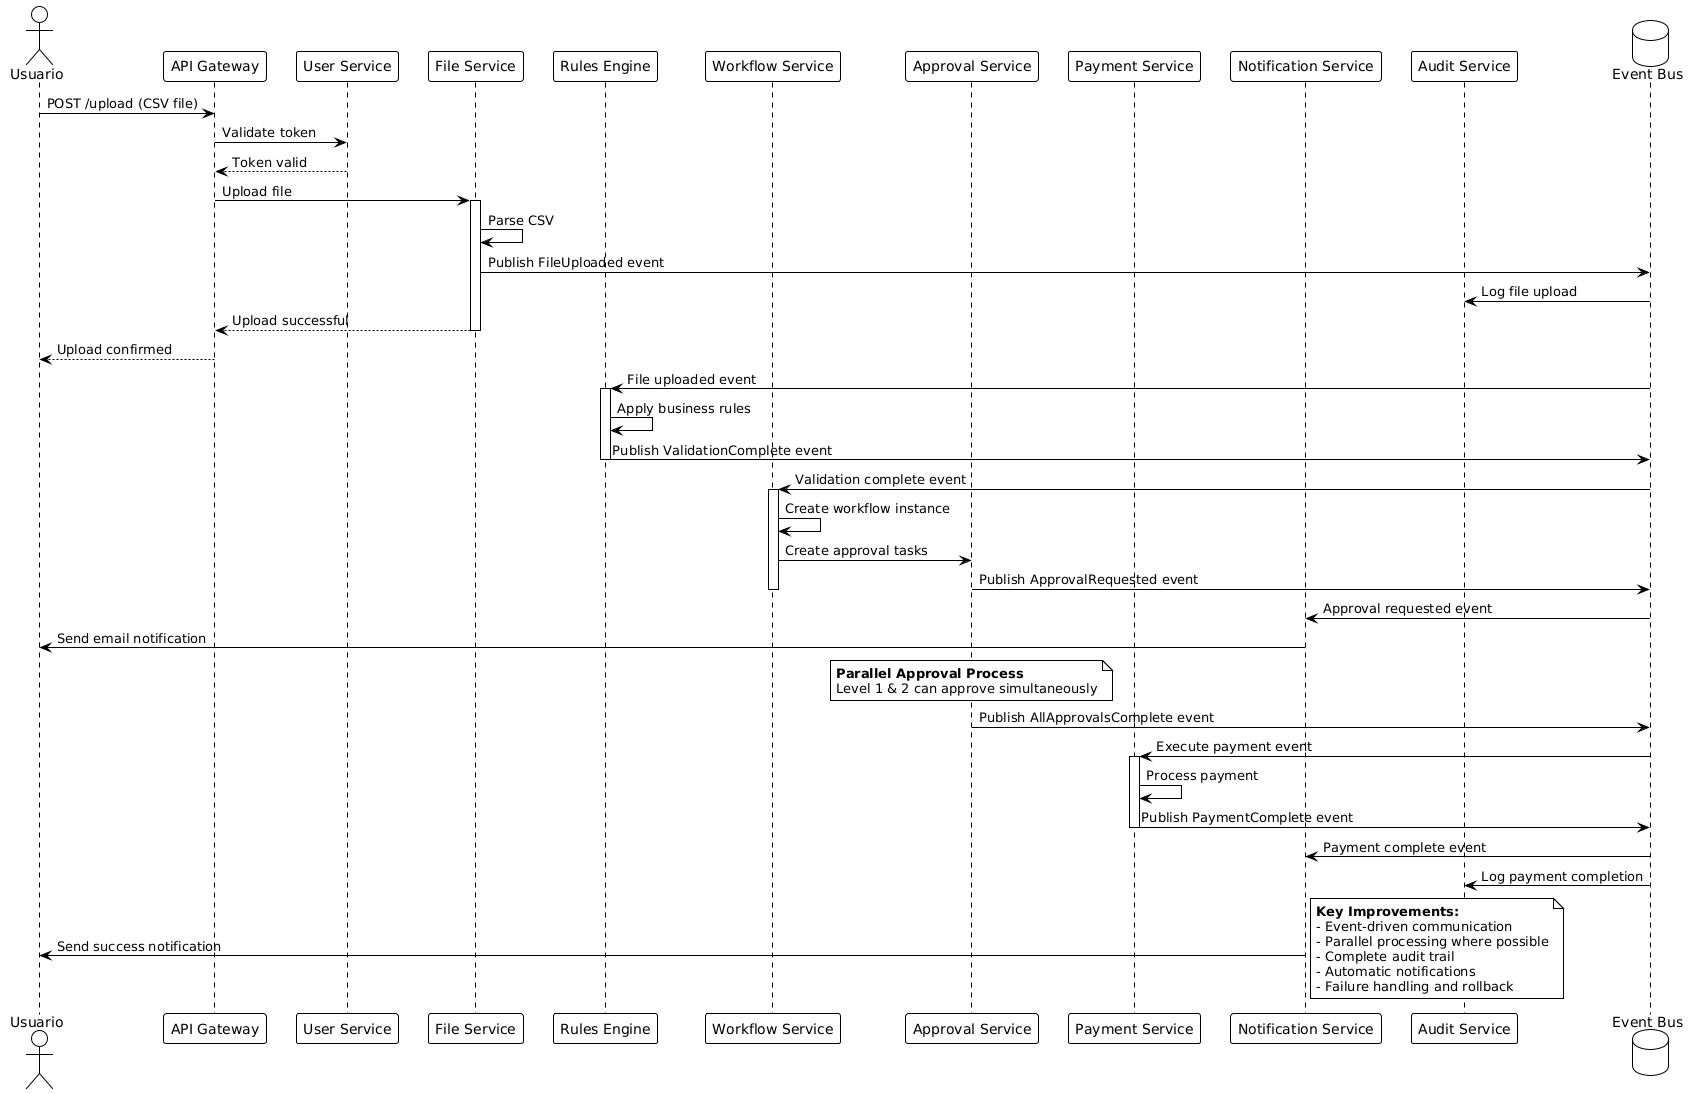 Usuario
API Gateway
User Service
File Service
Rules Engine
Workflow Service
Approval Service
Payment Service
Notification Service
Audit Service
Event Bus
POST /upload (CSV file)
Validate token
Token valid
Upload file
Parse CSV
Publish FileUploaded event
Log file upload
Upload successful
Upload confirmed
File uploaded event
Apply business rules
Publish ValidationComplete event
Validation complete event
Create workflow instance
Create approval tasks
Publish ApprovalRequested event
Approval requested event
Send email notification
Parallel Approval Process
Level 1 & 2 can approve simultaneously
Publish AllApprovalsComplete event
Execute payment event
Process payment
Publish PaymentComplete event
Payment complete event
Log payment completion
Key Improvements:
- Event-driven communication
- Parallel processing where possible
- Complete audit trail
- Automatic notifications
- Failure handling and rollback
Send success notification
Usuario
API Gateway
User Service
File Service
Rules Engine
Workflow Service
Approval Service
Payment Service
Notification Service
Audit Service
Event Bus